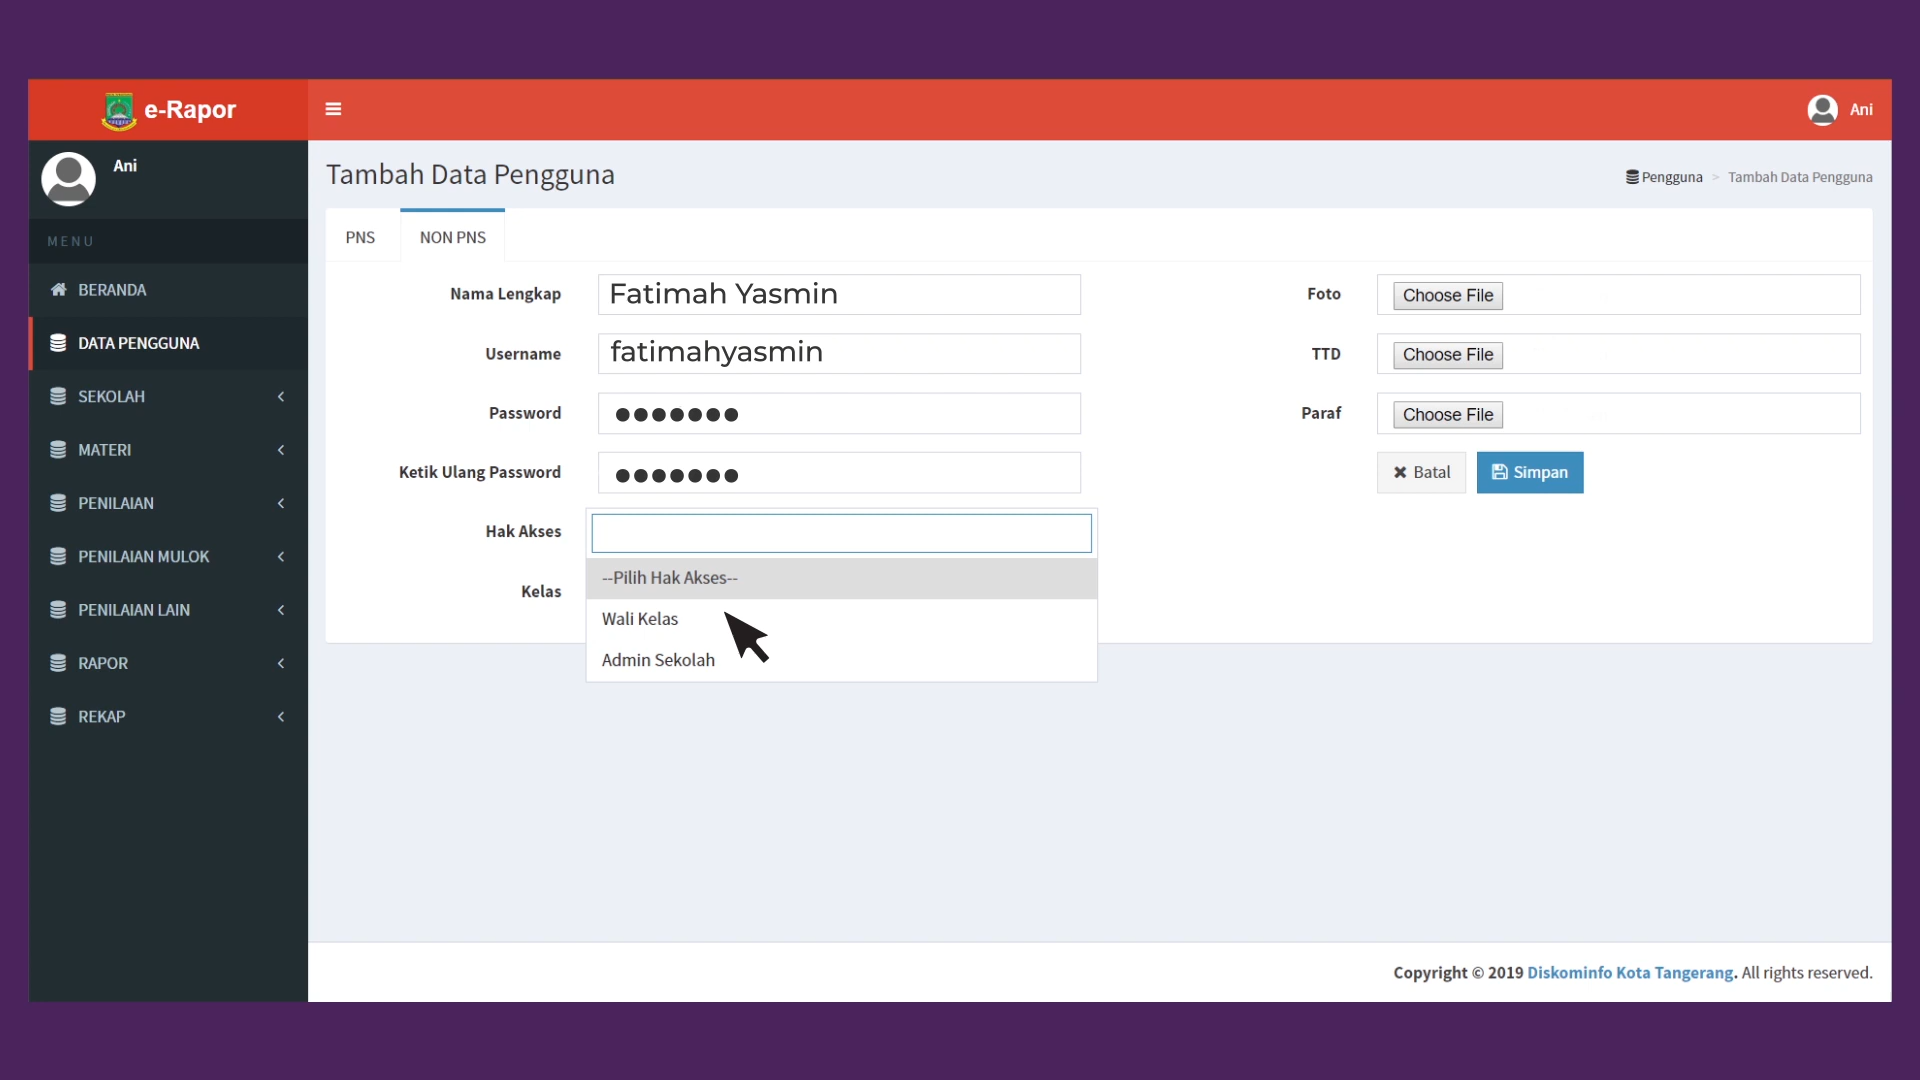 e-Rapor
Ani
Ani
MENU
BERANDA
DATA PENGGUNA
SEKOLAH
MATERI
PENILAIAN
PENILAIAN MULOK
PENILAIAN LAIN
RAPOR
REKAP
Tambah Data Pengguna
Pengguna > Tambah Data Pengguna
PNS
NON PNS
Nama Lengkap Fatimah Yasmin
Username fatimahyasmin
Password ●●●●●●●
Ketik Ulang Password ●●●●●●●
Hak Akses
--Pilih Hak Akses--
Wali Kelas
Admin Sekolah
Kelas
Foto Choose File
TTD Choose File
Paraf Choose File
Batal
Simpan
Copyright © 2019 Diskominfo Kota Tangerang. All rights reserved.